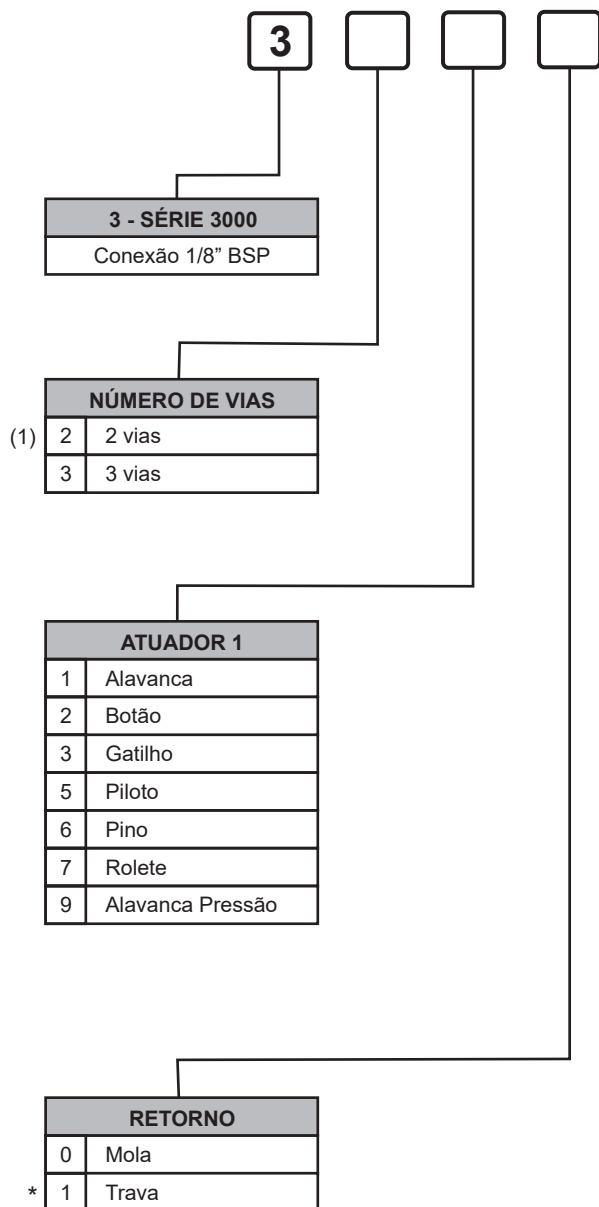 3
3 - SÉRIE 3000
Conexão 1/8” BSP
NÚMERO DE VIAS
(1) 2 2 vias
3 3 vias
ATUADOR 1
1 Alavanca
2 Botão
3 Gatilho
5 Piloto
6 Pino
7 Rolete
9 Alavanca Pressão
RETORNO
0 Mola
* 1 Trava